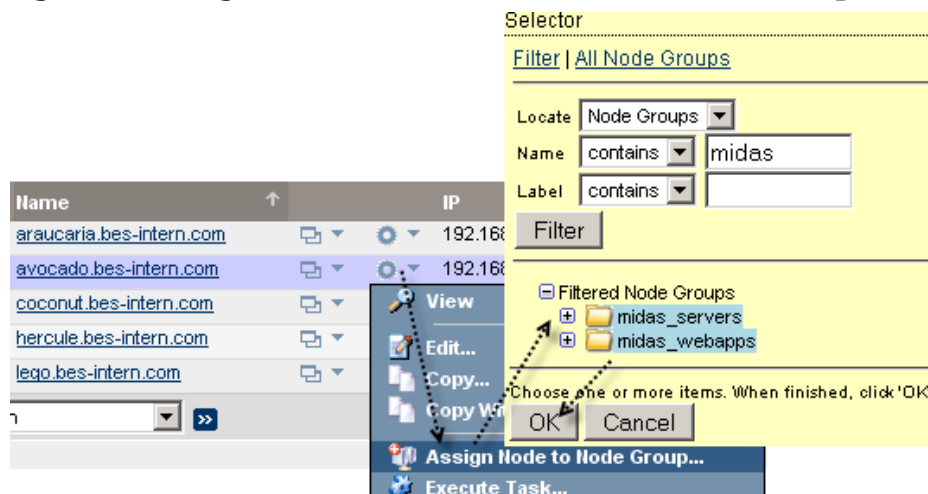 Selector
Filter | All Node Groups
Locate Node Groups
Name contains midas
Label contains
Filter
Name IP
araucaria.bes-intern.com 192.168
avocado.bes-intern.com 192.168
coconut.bes-intern.com
hercule.bes-intern.com
lego.bes-intern.com
View
Edit...
Copy...
Copy
Assign Node to Node Group...
Execute Task...
Filtered Node Groups
midas_servers
midas_webapps
Choose one or more items. When finished, click 'OK
OK Cancel